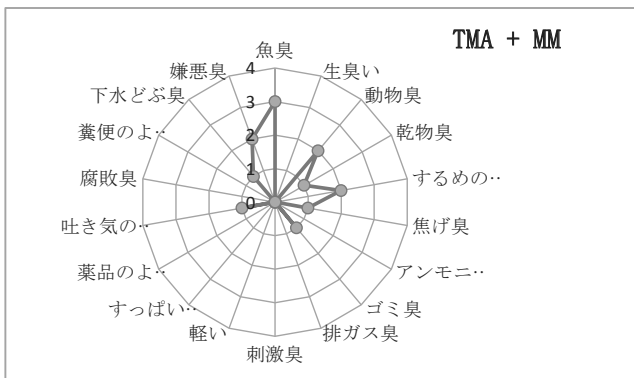 TMA + MM
魚臭
生臭い
動物臭
乾物臭
するめの‥
焦げ臭
アンモニ‥
ゴミ臭
排ガス臭
刺激臭
軽い
すっぱい‥
薬品のよ‥
吐き気の‥
腐敗臭
糞便のよ‥
下水どぶ臭
嫌悪臭
4
3
2
1
0